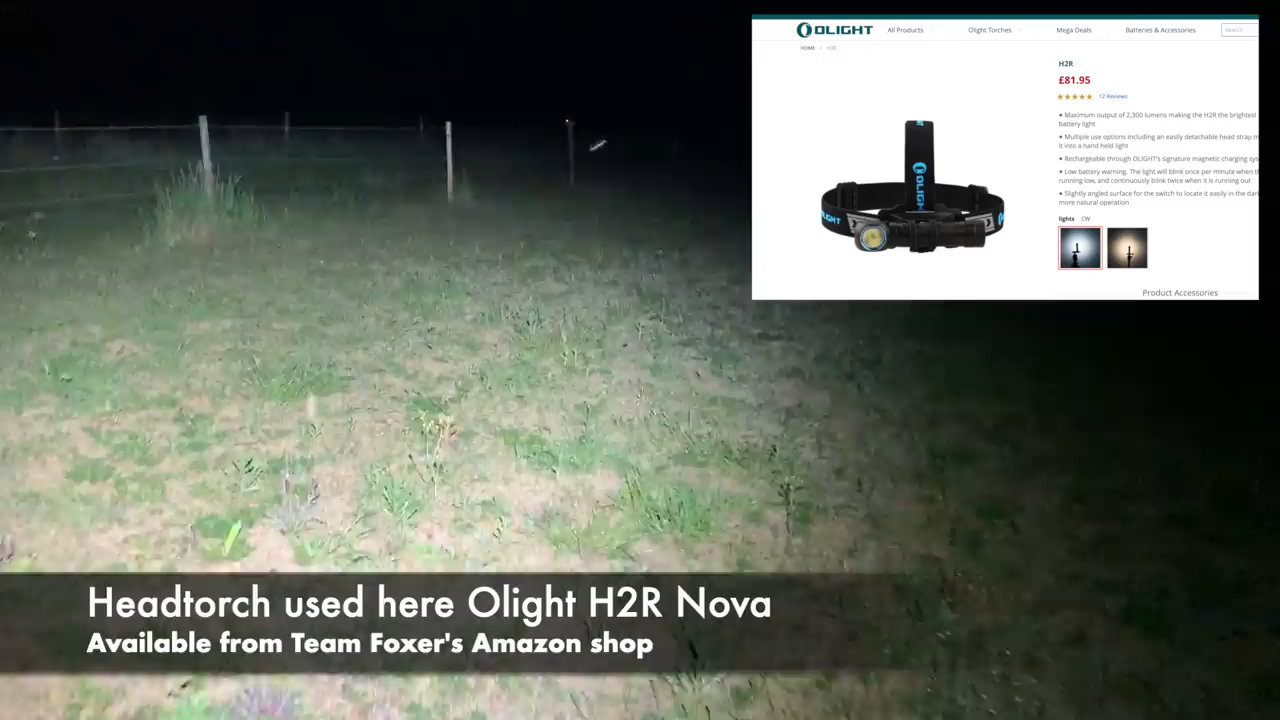 OLIGHT
All Products
Olight Torches
Mega Deals
Batteries & Accessories
Search
HOME
H2R
H2R
£81.95
12 Reviews
• Maximum output of 2,300 lumens making the H2R the brightest
battery light
• Multiple use options including an easily detachable head strap
it into a hand held light
• Rechargeable through OLIGHT's signature magnetic charging
• Low battery warning. The light will blink once per minute when
running low, and continuously blink twice when it is running out
• Slightly angled surface for the switch to locate it easily in the
more natural operation
lights CW
OLIGHT
OLIGHT
Product Accessories
Headtorch used here Olight H2R Nova
Available from Team Foxer's Amazon shop